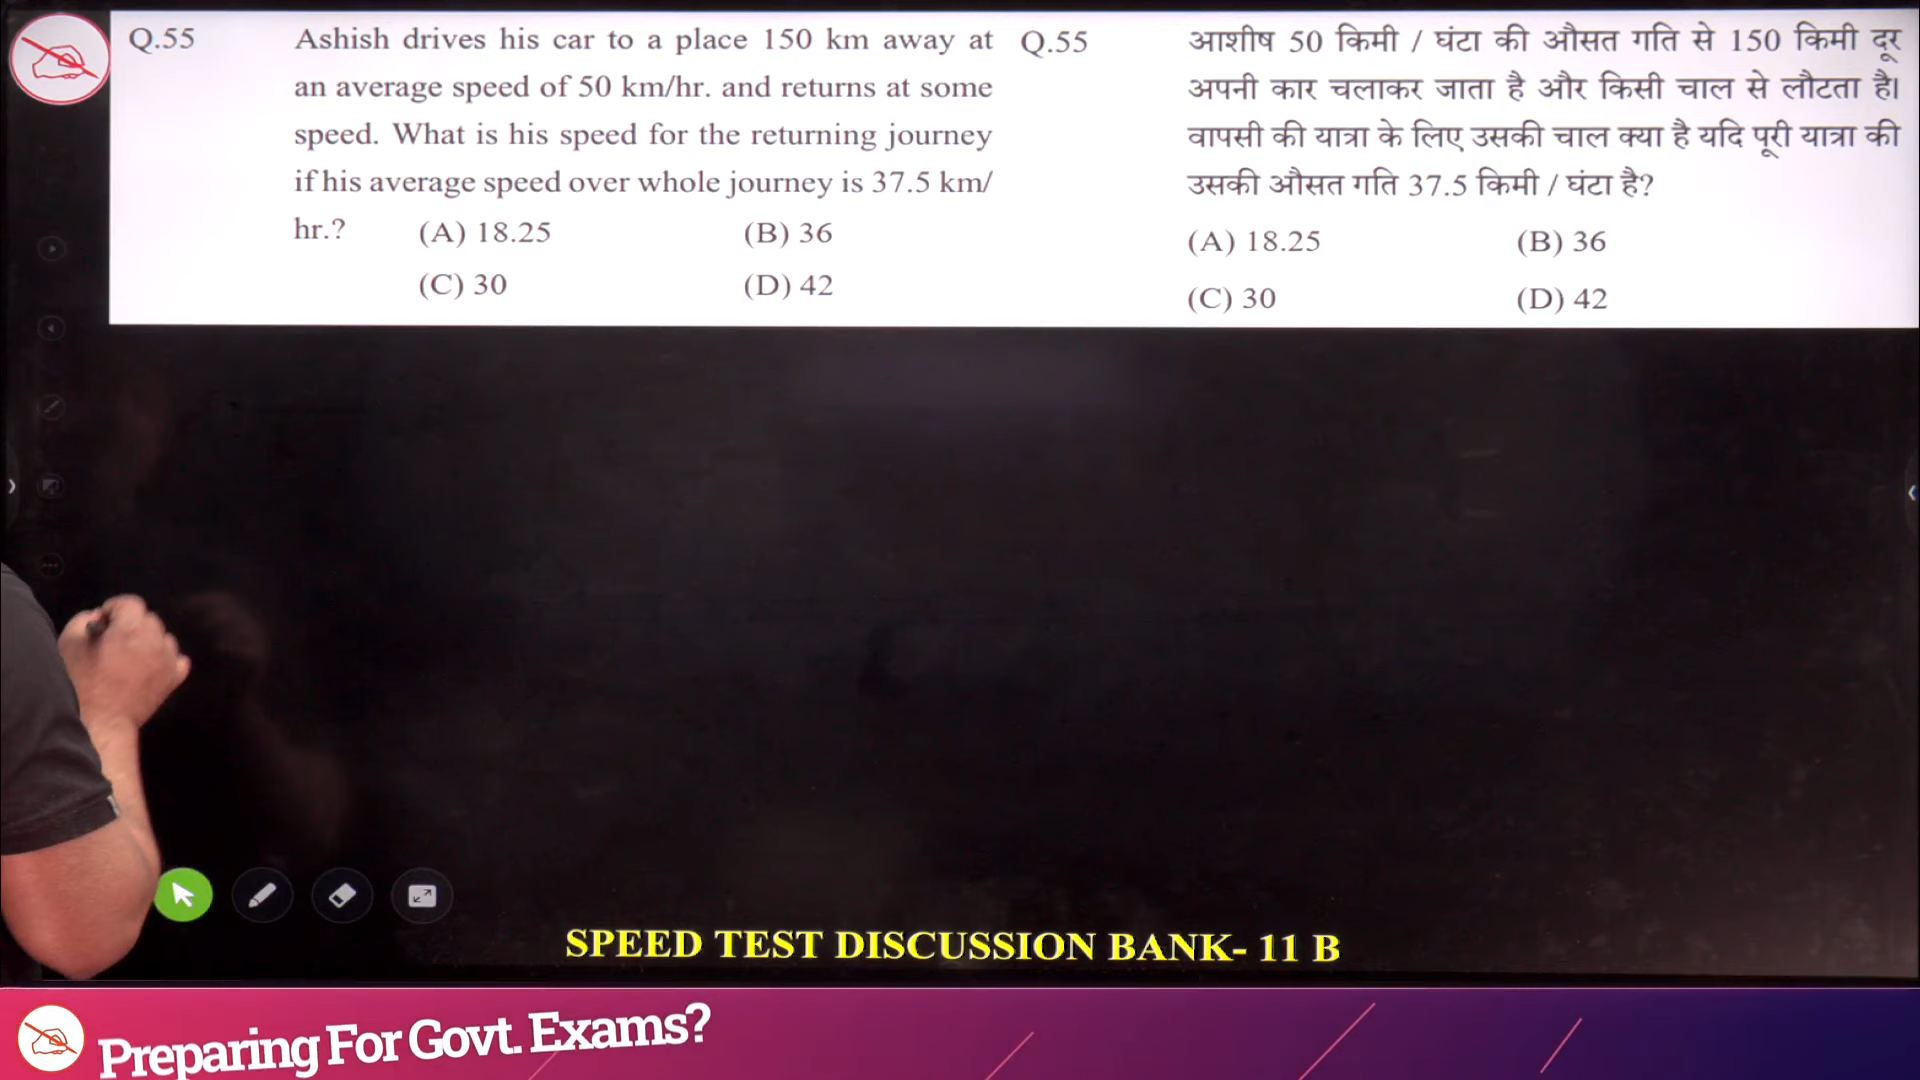 Q.55
Ashish drives his car to a place 150 km away at
an average speed of 50 km/hr. and returns at some
speed. What is his speed for the returning journey
if his average speed over whole journey is 37.5 km/
hr.?
(A) 18.25
(B) 36
(C) 30
(D) 42
Q.55
आशीष 50 किमी / घंटा की औसत गति से 150 किमी दूर
अपनी कार चलाकर जाता है और किसी चाल से लौटता है।
वापसी की यात्रा के लिए उसकी चाल क्या है यदि पूरी यात्रा की
उसकी औसत गति 37.5 किमी / घंटा है?
(A) 18.25
(B) 36
(C) 30
(D) 42
SPEED TEST DISCUSSION BANK- 11 B
Preparing For Govt. Exams?